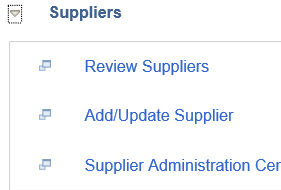 Suppliers
Review Suppliers
Add/Update Supplier
Supplier Administration Cer